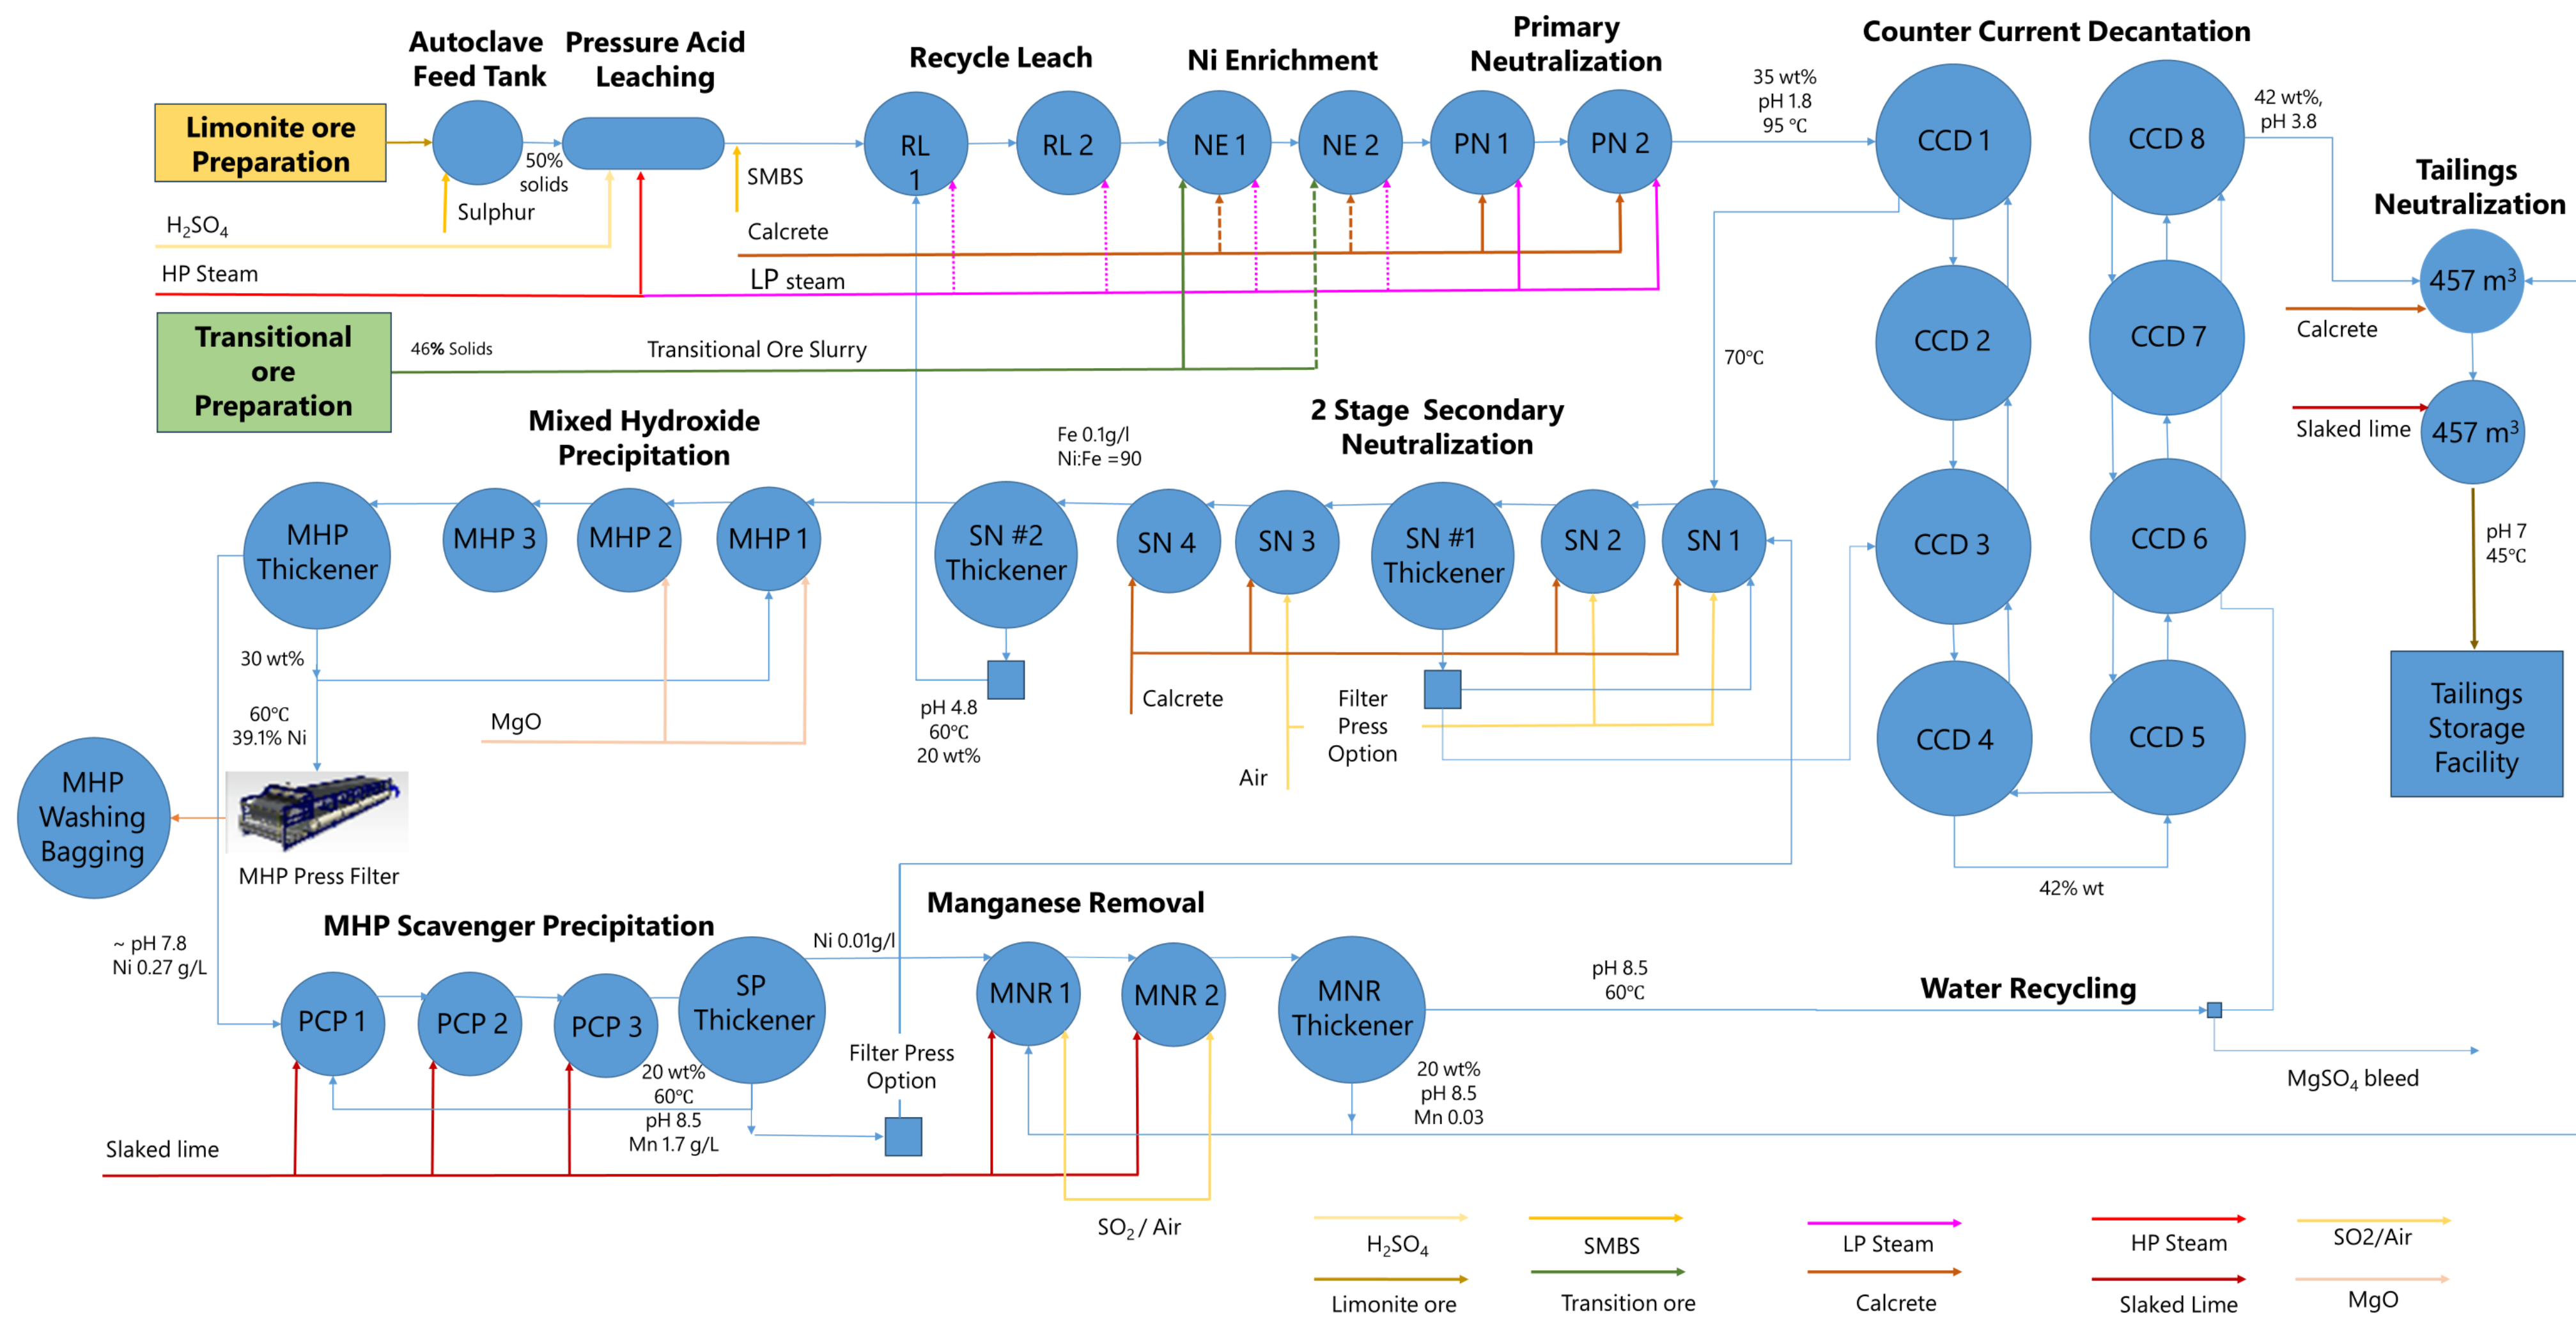 Autoclave
Feed Tank
Pressure Acid
Leaching
Recycle Leach
Ni Enrichment
Primary
Neutralization
Counter Current Decantation
Limonite ore
Preparation
50%
solids
Sulphur
SMBS
H₂SO₄
HP Steam
Calcrete
LP steam
RL
1
RL 2
NE 1
NE 2
PN 1
PN 2
35 wt%
pH 1.8
95 ℃
CCD 1
CCD 8
42 wt%,
pH 3.8
Tailings
Neutralization
457 m³
Calcrete
Slaked lime
457 m³
pH 7
45℃
Tailings
Storage
Facility
Transitional
ore
Preparation
46% Solids
Transitional Ore Slurry
70℃
CCD 2
CCD 7
CCD 3
CCD 6
CCD 4
CCD 5
42% wt
Mixed Hydroxide
Precipitation
Fe 0.1g/l
Ni:Fe =90
2 Stage Secondary
Neutralization
MHP
Thickener
MHP 3
MHP 2
MHP 1
SN #2
Thickener
SN 4
SN 3
SN #1
Thickener
SN 2
SN 1
30 wt%
60℃
39.1% Ni
MgO
pH 4.8
60℃
20 wt%
Calcrete
Air
Filter
Press
Option
MHP
Washing
Bagging
MHP Press Filter
MHP Scavenger Precipitation
Manganese Removal
~ pH 7.8
Ni 0.27 g/L
PCP 1
PCP 2
PCP 3
SP
Thickener
Ni 0.01g/l
20 wt%
60℃
pH 8.5
Mn 1.7 g/L
Filter Press
Option
MNR 1
MNR 2
MNR
Thickener
20 wt%
pH 8.5
Mn 0.03
pH 8.5
60℃
Water Recycling
MgSO₄ bleed
Slaked lime
SO₂ / Air
H₂SO₄
SMBS
LP Steam
HP Steam
SO2/Air
Limonite ore
Transition ore
Calcrete
Slaked Lime
MgO